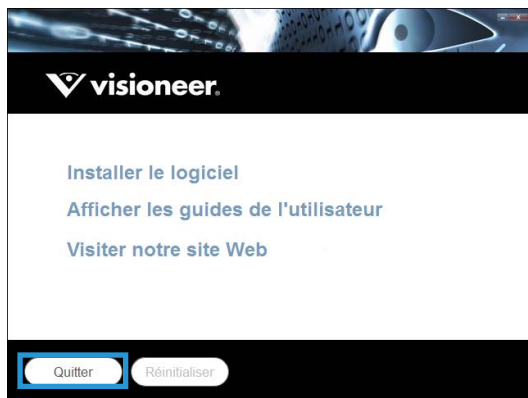 visioneer®
Installer le logiciel
Afficher les guides de l'utilisateur
Visiter notre site Web
Quitter
Réinitialiser